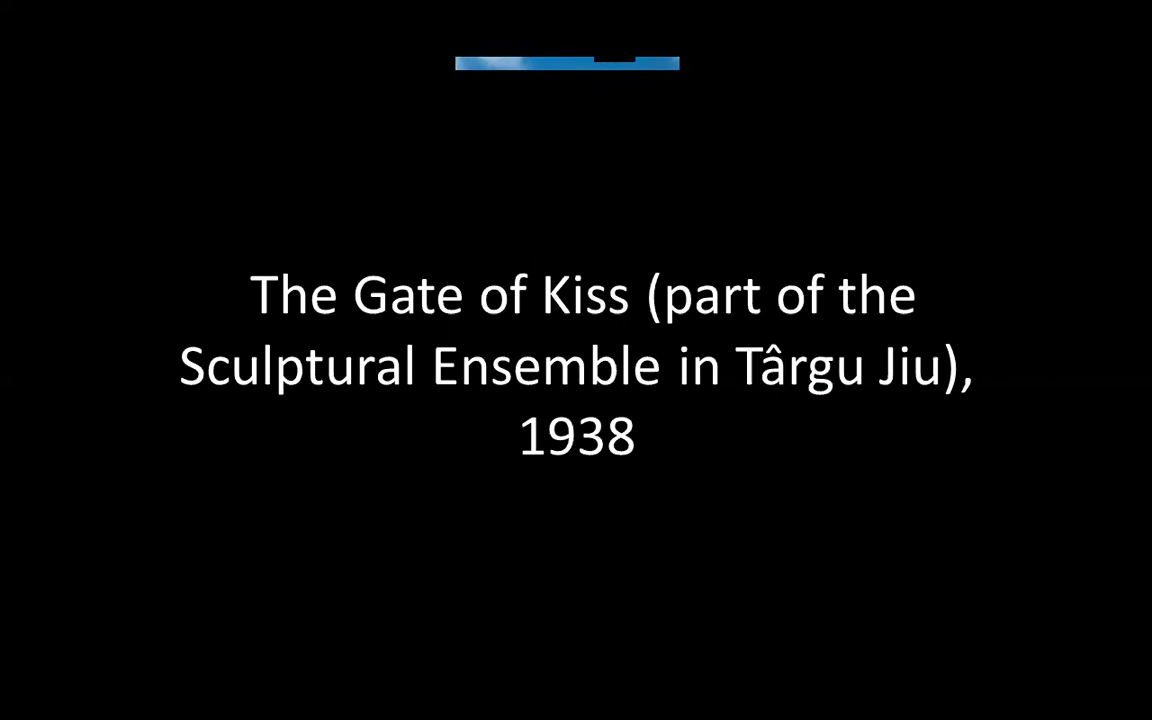 The Gate of Kiss (part of the
Sculptural Ensemble in Târgu Jiu),
1938